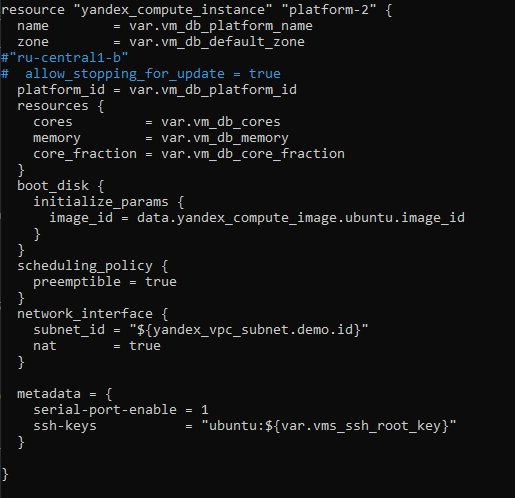 resource "yandex_compute_instance" "platform-2" {
  name        = var.vm_db_platform_name
  zone        = var.vm_db_default_zone
#"ru-central1-b"
#  allow_stopping_for_update = true
  platform_id = var.vm_db_platform_id
  resources {
    cores         = var.vm_db_cores
    memory        = var.vm_db_memory
    core_fraction = var.vm_db_core_fraction
  }
  boot_disk {
    initialize_params {
      image_id = data.yandex_compute_image.ubuntu.image_id
    }
  }
  scheduling_policy {
    preemptible = true
  }
  network_interface {
    subnet_id = "${yandex_vpc_subnet.demo.id}"
    nat       = true
  }

  metadata = {
    serial-port-enable = 1
    ssh-keys           = "ubuntu:${var.vms_ssh_root_key}"
  }

}